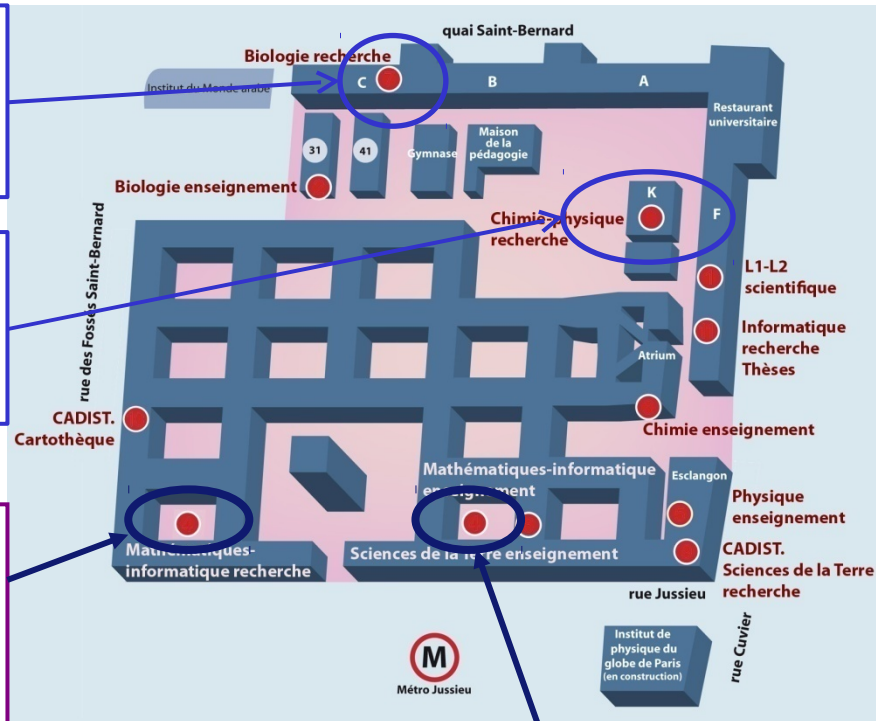 quai Saint-Bernard
Biologie recherche
Institut du Monde arabe
C
B
A
Restaurant
universitaire
31
41
Gymnase
Maison
de la
pédagogie
Biologie enseignement
K
F
Chimie-physique
recherche
rue des Fosses Saint-Bernard
L1-L2
scientifique
Informatique
recherche
Thèses
Atrium
CADIST.
Cartothèque
Chimie enseignement
Mathématiques-informatique
enseignement
Esclangon
Physique
enseignement
Mathématiques-
informatique recherche
Sciences de la Terre enseignement
CADIST.
Sciences de la Terre
recherche
rue Jussieu
rue Cuvier
Institut de
physique du
globe de Paris
(en construction)
M
Métro Jussieu